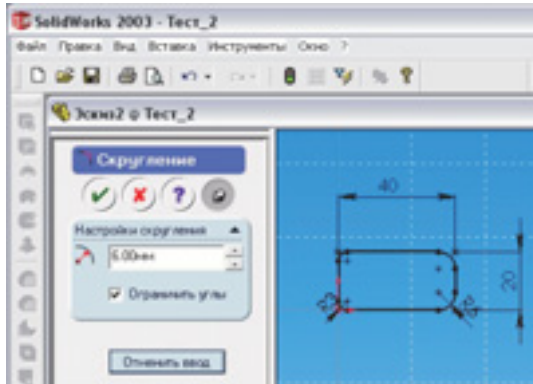 SolidWorks 2003 - Тест_2
Файл Правка Вид Вставка Инструменты Окно ?
Эскиз2 @ Тест_2
Скругление
Настройки скругления
6.00мм
Ограничить углы
Отменить ввод
40
20